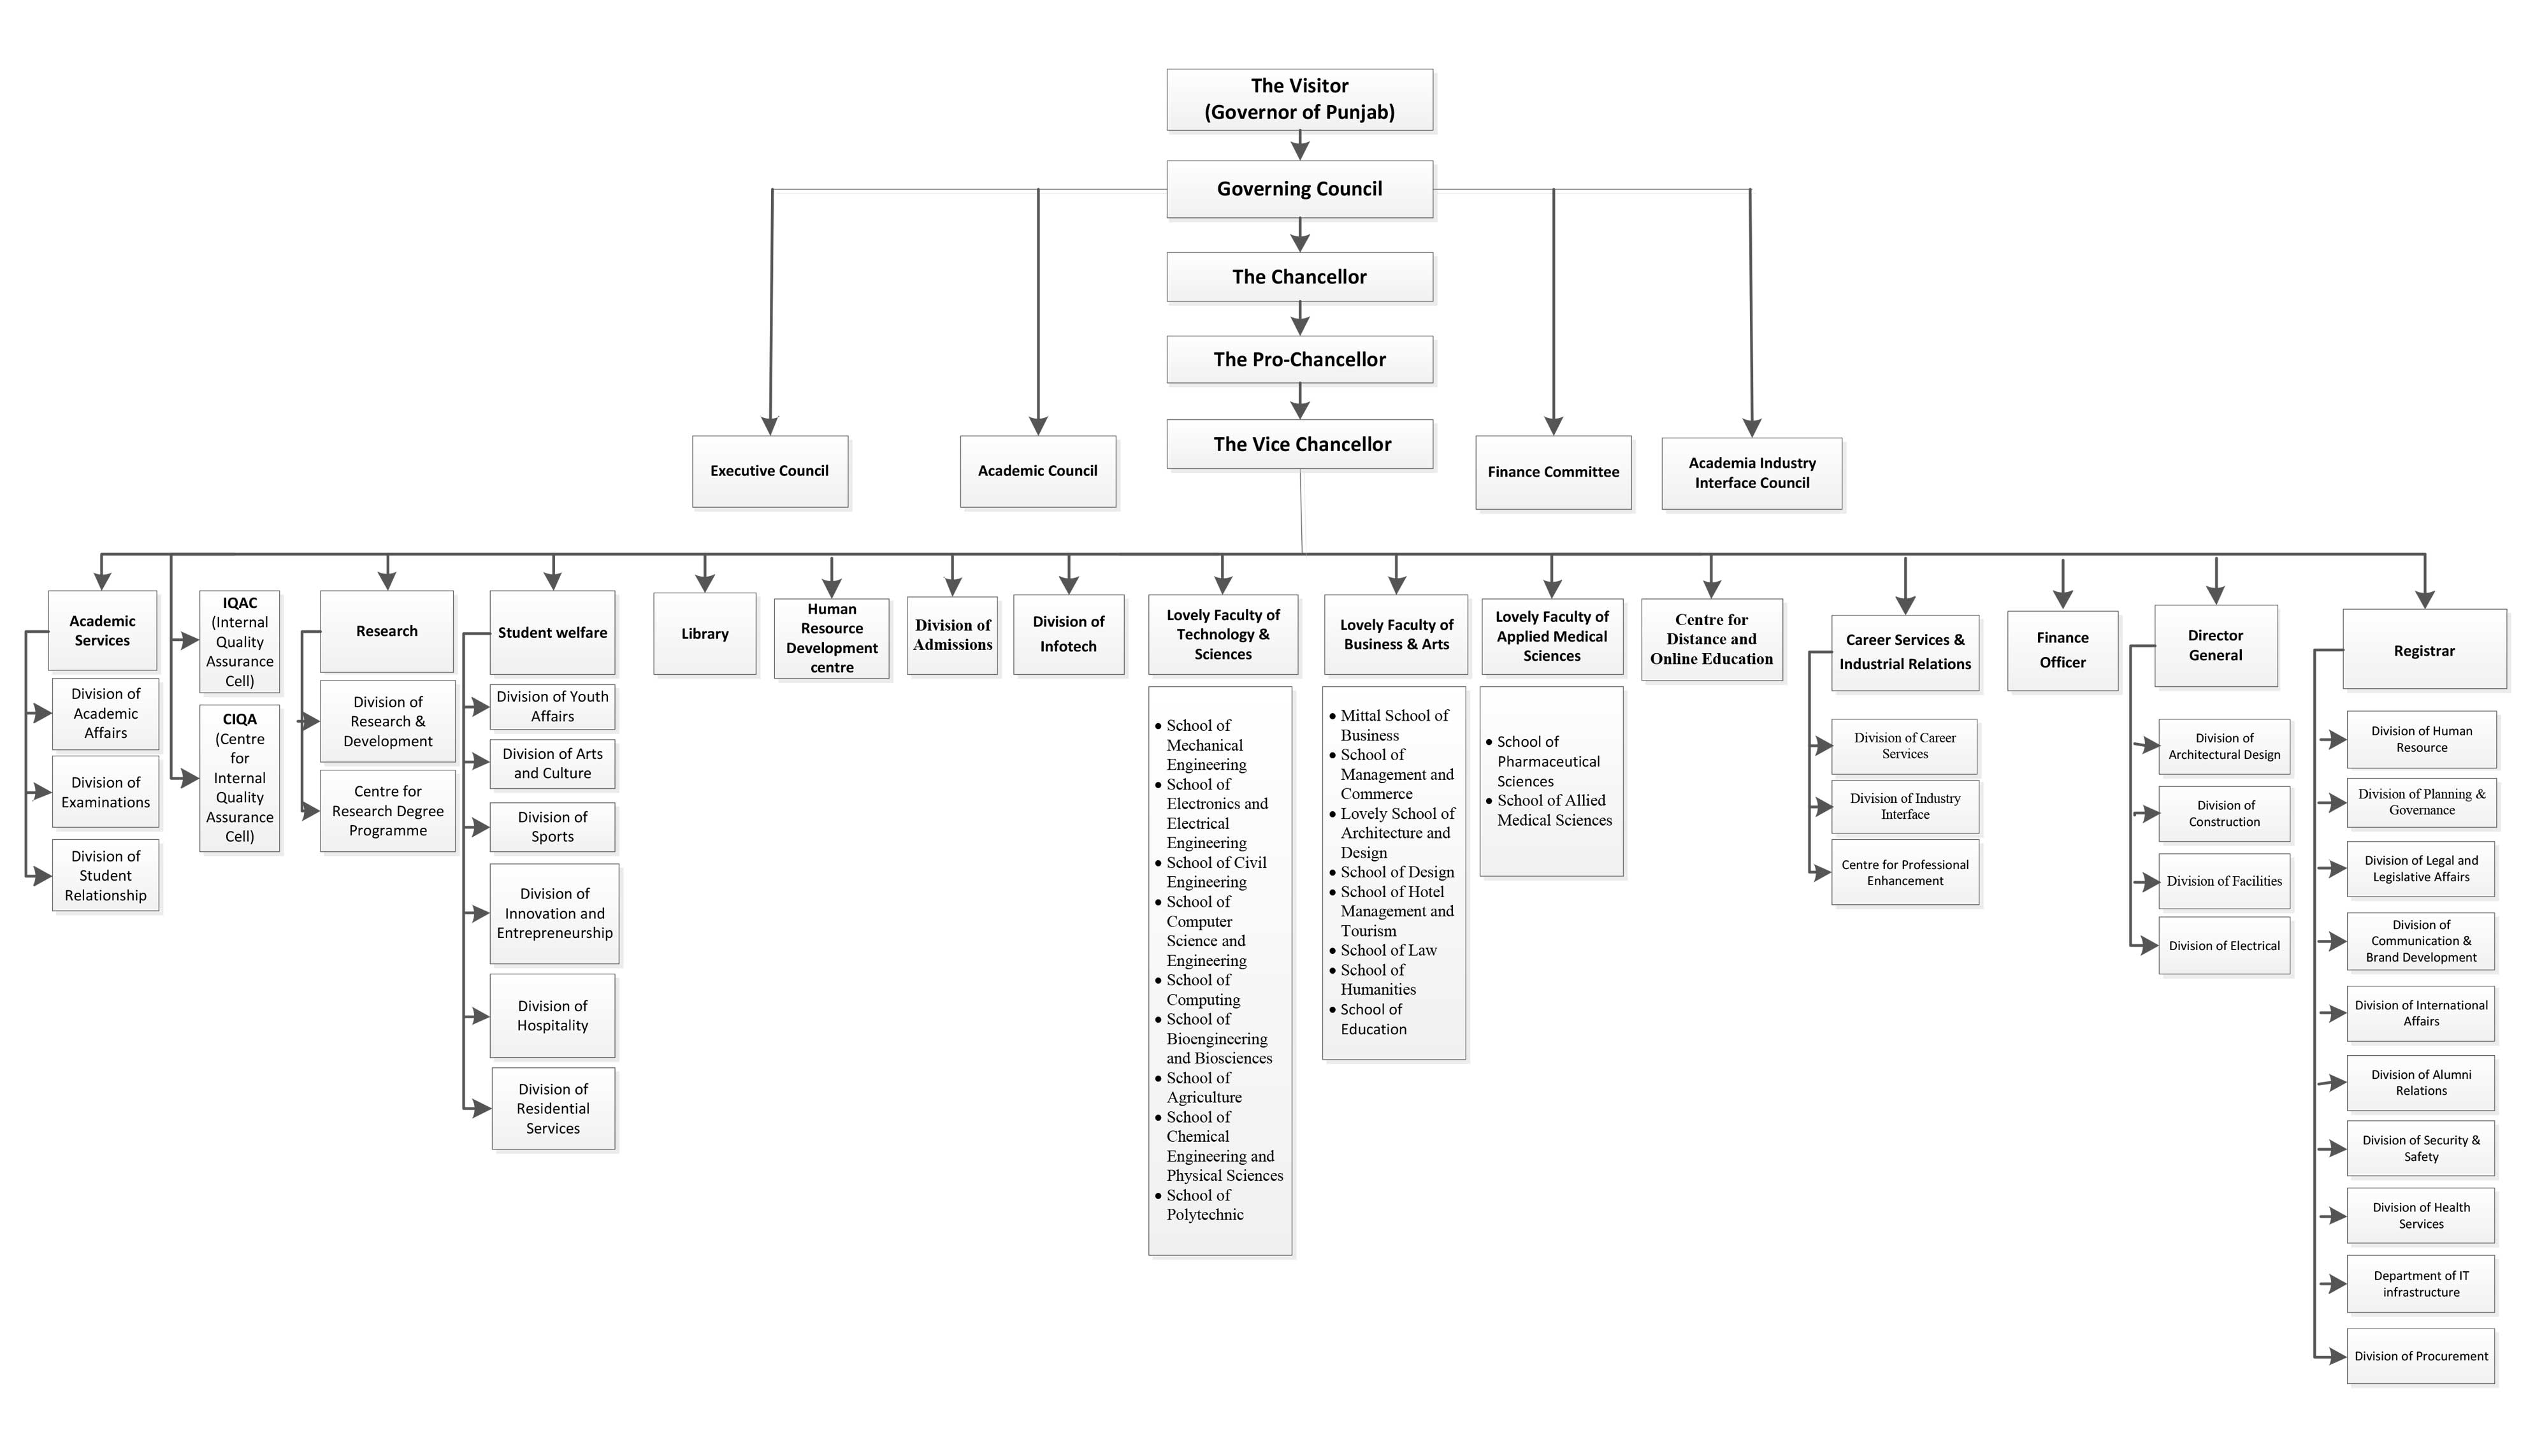 The Visitor
(Governor of Punjab)
Governing Council
The Chancellor
The Pro-Chancellor
The Vice Chancellor
Executive Council
Academic Council
Finance Committee
Academia Industry
Interface Council
Academic
Services
Division of
Academic
Affairs
Division of
Examinations
Division of
Student
Relationship
IQAC
(Internal
Quality
Assurance
Cell)
CIQA
(Centre
for
Internal
Quality
Assurance
Cell)
Research
Division of
Research &
Development
Centre for
Research Degree
Programme
Student welfare
Division of Youth
Affairs
Division of Arts
and Culture
Division of
Sports
Division of
Innovation and
Entrepreneurship
Division of
Hospitality
Division of
Residential
Services
Library
Human
Resource
Development
centre
Division of
Admissions
Division of
Infotech
Lovely Faculty of
Technology &
Sciences
• School of
Mechanical
Engineering
• School of
Electronics and
Electrical
Engineering
• School of Civil
Engineering
• School of
Computer
Science and
Engineering
• School of
Computing
• School of
Bioengineering
and Biosciences
• School of
Agriculture
• School of
Chemical
Engineering and
Physical Sciences
• School of
Polytechnic
Lovely Faculty of
Business & Arts
• Mittal School of
Business
• School of
Management and
Commerce
• Lovely School of
Architecture and
Design
• School of Design
• School of Hotel
Management and
Tourism
• School of Law
• School of
Humanities
• School of
Education
Lovely Faculty of
Applied Medical
Sciences
• School of
Pharmaceutical
Sciences
• School of Allied
Medical Sciences
Centre for
Distance and
Online Education
Career Services &
Industrial Relations
Division of Career
Services
Division of Industry
Interface
Centre for Professional
Enhancement
Finance
Officer
Director
General
Division of
Architectural Design
Division of
Construction
Division of Facilities
Division of Electrical
Registrar
Division of Human
Resource
Division of Planning &
Governance
Division of Legal and
Legislative Affairs
Division of
Communication &
Brand Development
Division of International
Affairs
Division of Alumni
Relations
Division of Security &
Safety
Division of Health
Services
Department of IT
infrastructure
Division of Procurement